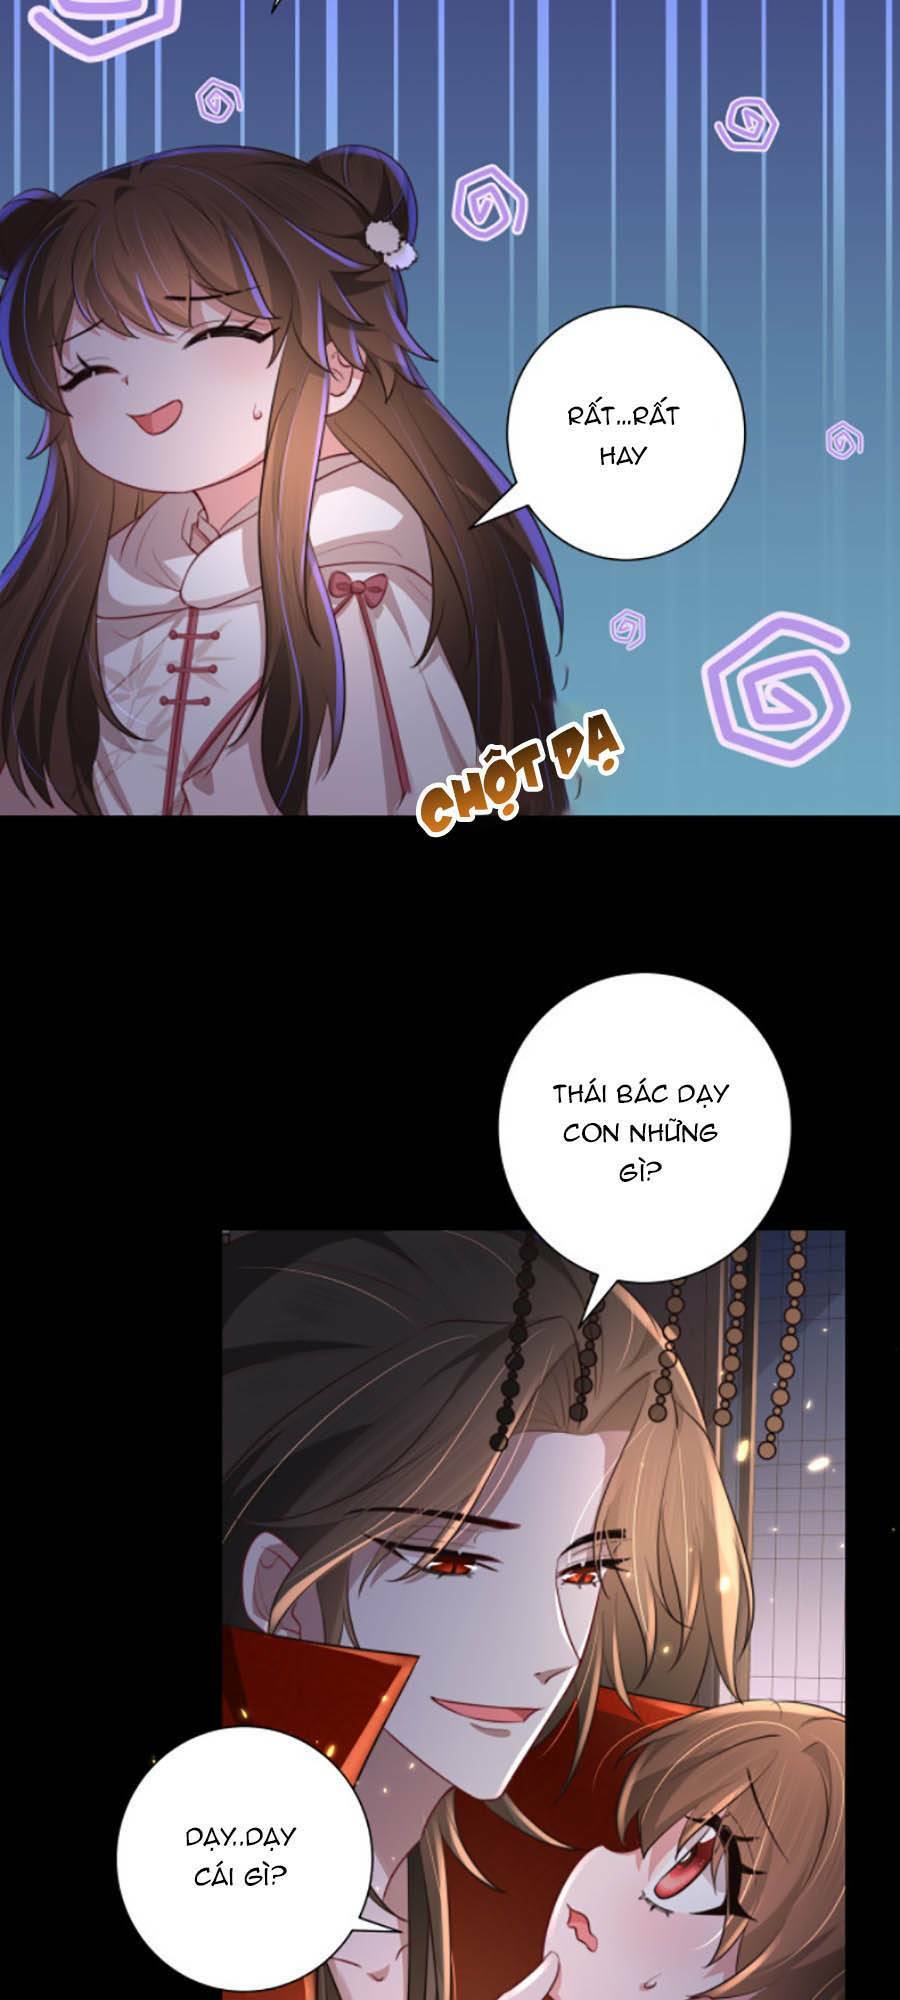 RẤT...RẤT
HAY
CHỘT DẠ
THÁI BÁC DẠY
CON NHỮNG
GÌ?
DẠY..DẠY
CÁI GÌ?